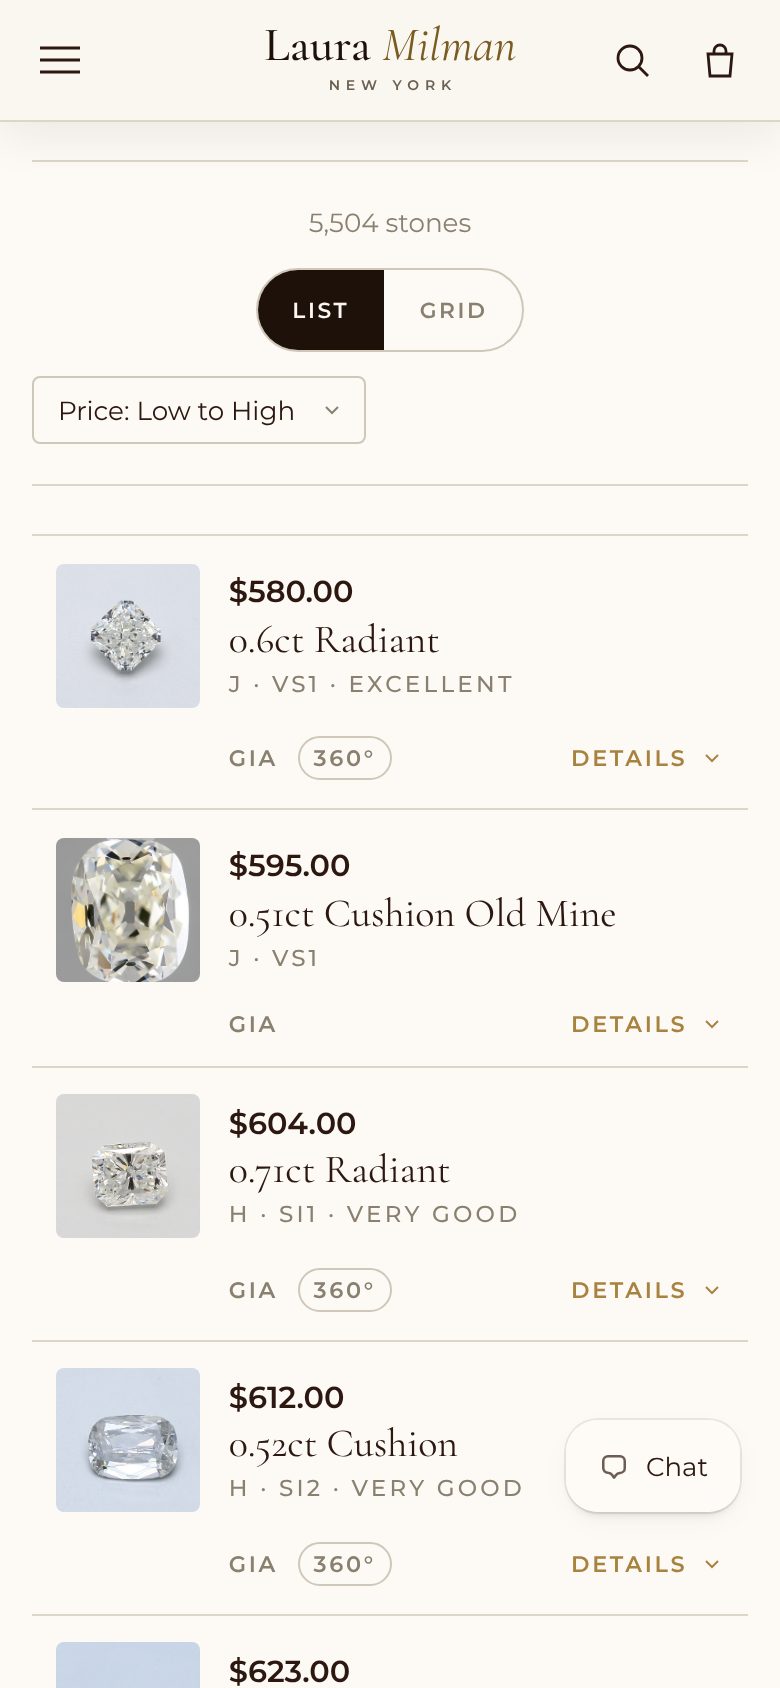 Laura Milman
NEW YORK
5,504 stones
LIST GRID
Price: Low to High
$580.00
0.6ct Radiant
J · VS1 · EXCELLENT
GIA 360° DETAILS
$595.00
0.51ct Cushion Old Mine
J · VS1
GIA DETAILS
$604.00
0.71ct Radiant
H · SI1 · VERY GOOD
GIA 360° DETAILS
$612.00
0.52ct Cushion
H · SI2 · VERY GOOD
Chat
GIA 360° DETAILS
$623.00